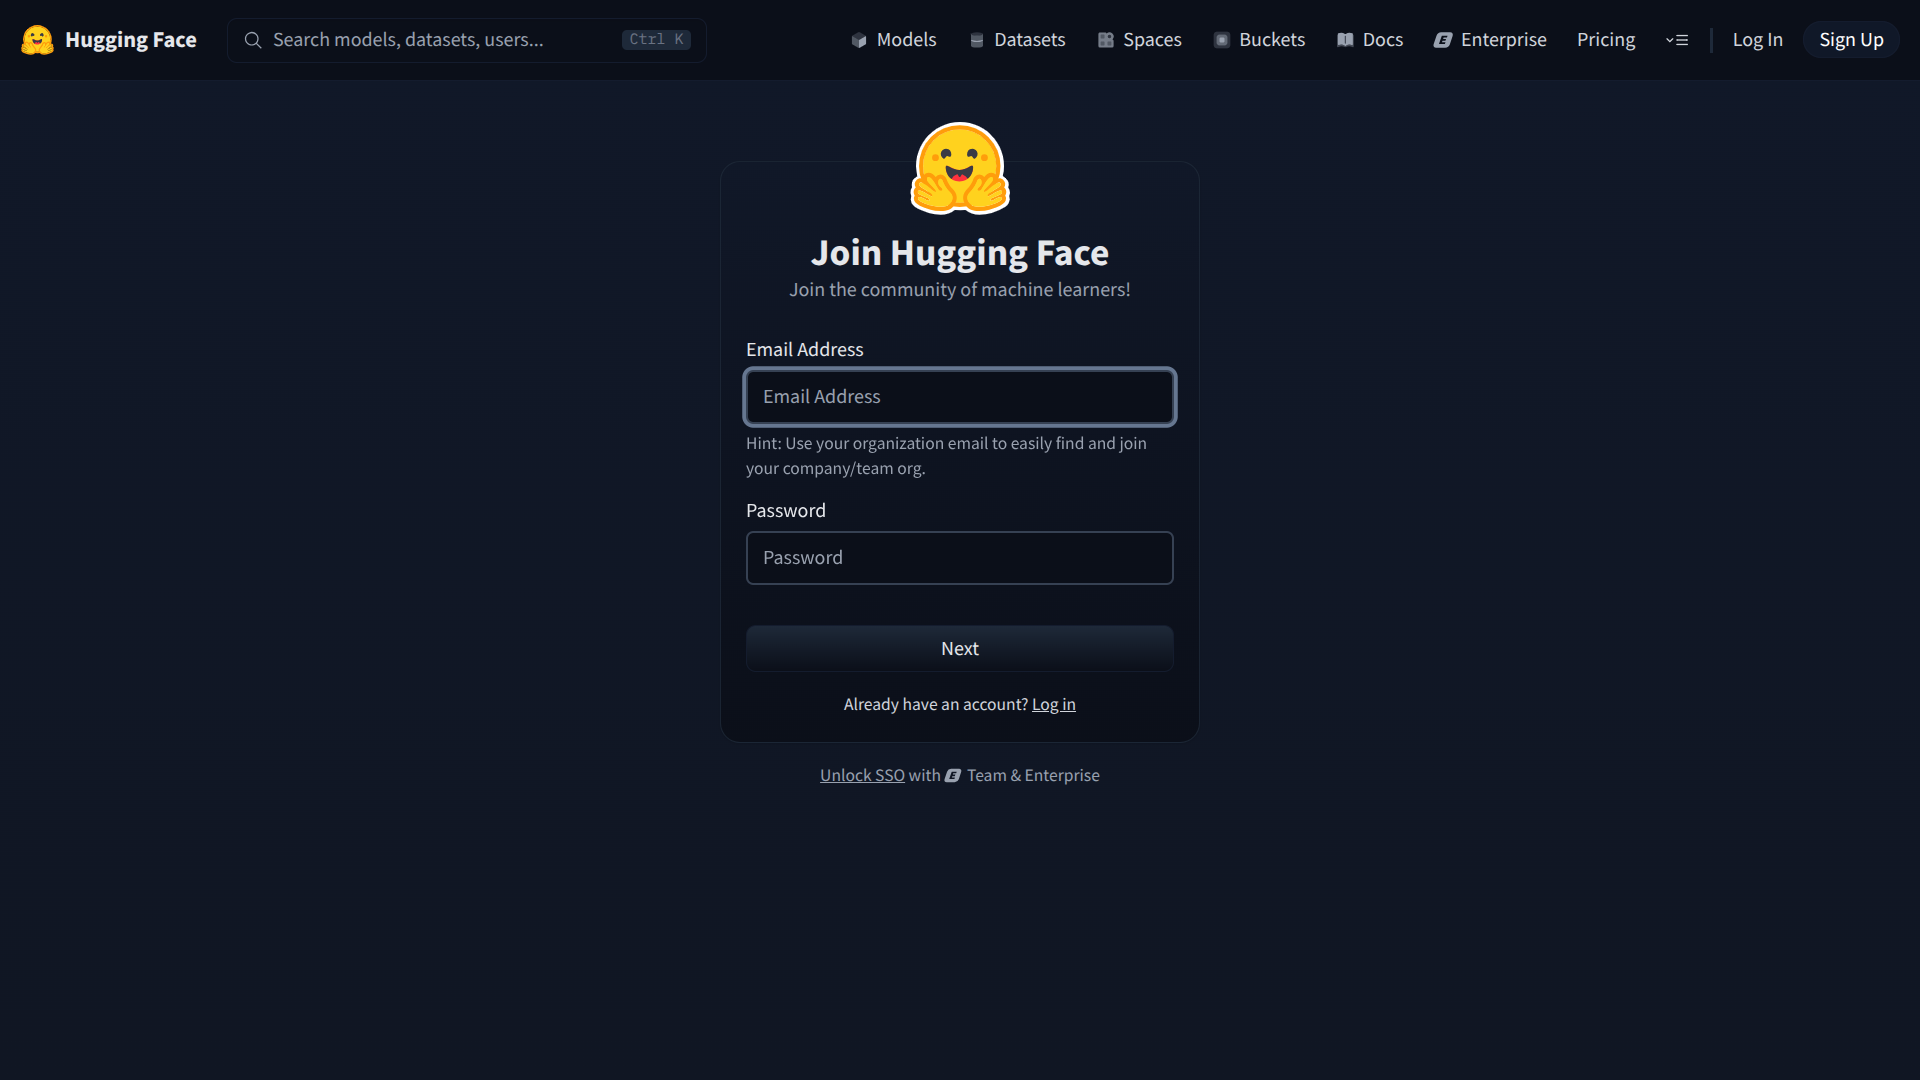 Hugging Face
Search models, datasets, users...
Ctrl K
Models
Datasets
Spaces
Buckets
Docs
Enterprise
Pricing
Log In
Sign Up
Join Hugging Face
Join the community of machine learners!
Email Address
Email Address
Hint: Use your organization email to easily find and join
your company/team org.
Password
Password
Next
Already have an account? Log in
Unlock SSO with E Team & Enterprise